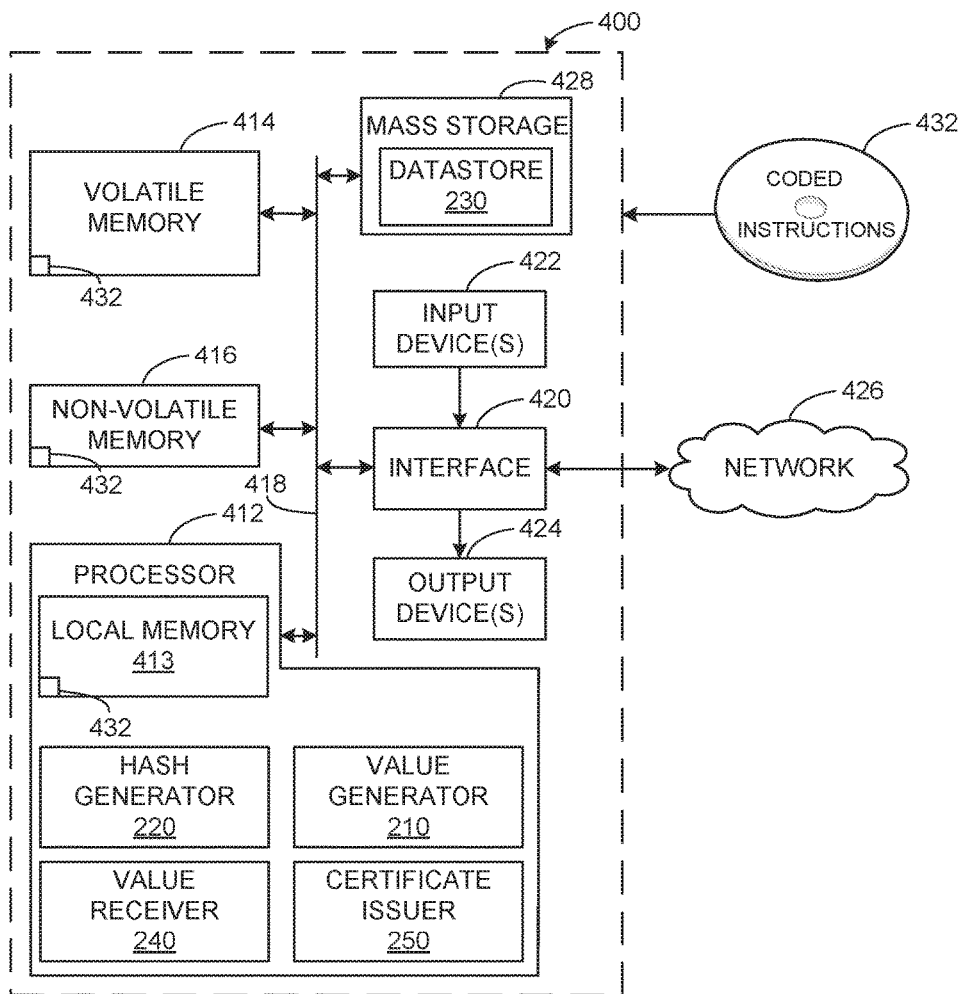 400
428
MASS STORAGE
DATASTORE
230
414
VOLATILE
MEMORY
432
432
CODED
INSTRUCTIONS
422
INPUT
DEVICE(S)
416
NON-VOLATILE
MEMORY
432
418
420
INTERFACE
426
NETWORK
424
OUTPUT
DEVICE(S)
412
PROCESSOR
LOCAL MEMORY
413
432
HASH
GENERATOR
220
VALUE
GENERATOR
210
VALUE
RECEIVER
240
CERTIFICATE
ISSUER
250